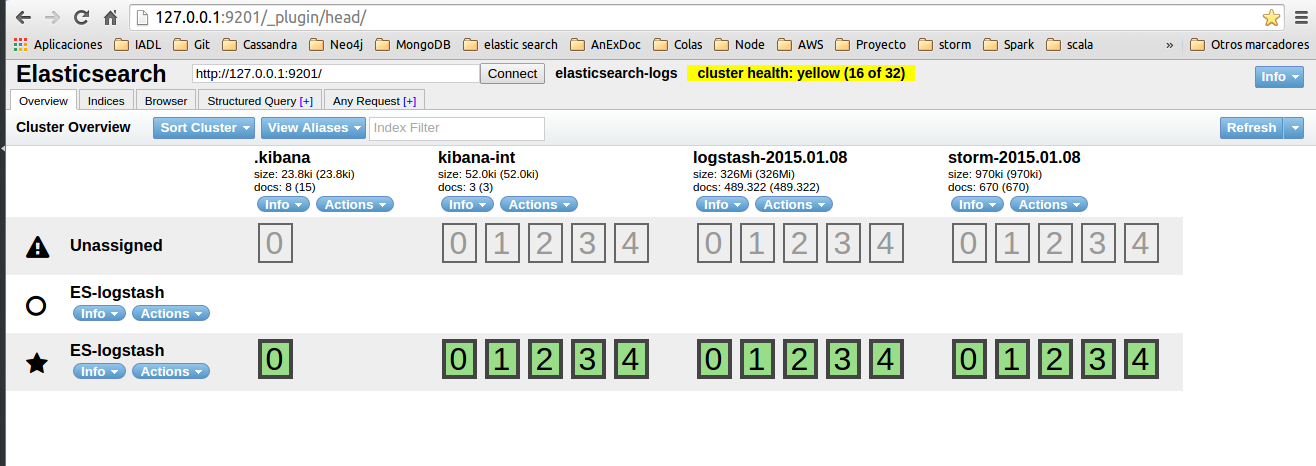 127.0.0.1:9201/_plugin/head/
Aplicaciones IADL Git Cassandra Neo4j MongoDB elastic search AnExDoc Colas Node AWS Proyecto storm Spark scala » Otros marcadores
Elasticsearch http://127.0.0.1:9201/ Connect elasticsearch-logs cluster health: yellow (16 of 32) Info
Overview Indices Browser Structured Query [+] Any Request [+]
Cluster Overview Sort Cluster View Aliases Index Filter Refresh
.kibana kibana-int logstash-2015.01.08 storm-2015.01.08
size: 23.8ki (23.8ki) size: 52.0ki (52.0ki) size: 326Mi (326Mi) size: 970ki (970ki)
docs: 8 (15) docs: 3 (3) docs: 489.322 (489.322) docs: 670 (670)
Info Actions Info Actions Info Actions Info Actions
Unassigned 0 0 1 2 3 4 0 1 2 3 4 0 1 2 3 4
ES-logstash
Info Actions
ES-logstash 0 0 1 2 3 4 0 1 2 3 4 0 1 2 3 4
Info Actions